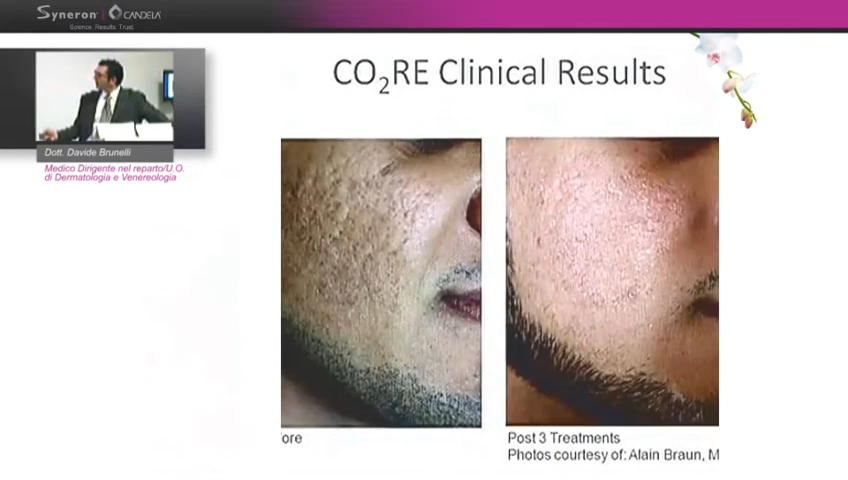 Syneron CANDELA
Science. Results. Trust.
CO2RE Clinical Results
Dott. Davide Brunelli
Medico Dirigente nel reparto/U.O.
di Dermatologia e Venereologia
ore
Post 3 Treatments
Photos courtesy of: Alain Braun, M